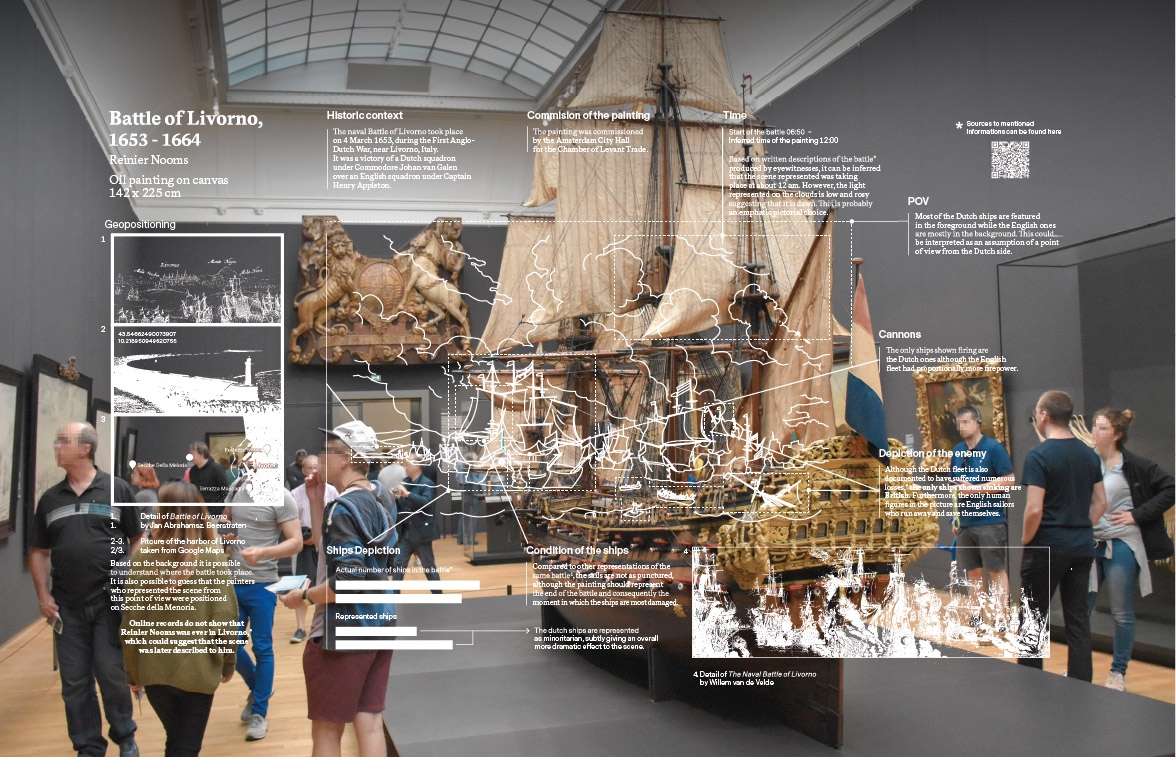 Battle of Livorno,
1653 - 1664
Reinier Nooms
Oil painting on canvas
142 x 225 cm
Geopositioning
1
Livorno
Monte Negro
2
43.54662490073907
10.218950949620755
3
Secche Della Meloria
Livorno
Terrazza Mascagni
1. Detail of Battle of Livorno
1. by Jan Abrahamsz. Beerstraten
2-3. Pitcure of the harbor of Livorno
2/3. taken from Google Maps
Based on the background it is possible
to understand where the battle took place.
It is also possible to guess that the painters
who represented the scene from
this point of view were positioned
on Secche della Menoria.
Online records do not show that
Reinier Nooms was ever in Livorno,
which could suggest that the scene
was later described to him.
Historic context
The naval Battle of Livorno took place
on 4 March 1653, during the First Anglo-
Dutch War, near Livorno, Italy.
It was a victory of a Dutch squadron
under Commodore Johan van Galen
over an English squadron under Captain
Henry Appleton.
Commision of the painting
The painting was commissioned
by the Amsterdam City Hall
for the Chamber of Levant Trade.
Time
Start of the battle 06:50 –
Inferred time of the painting 12:00
Based on written descriptions of the battle*
produced by eyewitnesses, it can be inferred
that the scene represented was taking
place at about 12 am. However, the light
represented on the clouds is low and rosy
suggesting that it is dawn. This is probably
an emphatic pictorial choice.
* Sources to mentioned
informations can be found here
POV
Most of the Dutch ships are featured
in the foreground while the English ones
are mostly in the background. This could
be interpreted as an assumption of a point
of view from the Dutch side.
Cannons
The only ships shown firing are
the Dutch ones although the English
fleet had proportionally more firepower.
Depiction of the enemy
Although the Dutch fleet is also
documented to have suffered numerous
losses, the only ships shown sinking are
British. Furthermore, the only human
figures in the picture are English sailors
who run away and save themselves.
Ships Depiction
Actual number of ships in the battle*
Represented ships
Condition of the ships
Compared to other representations of the
same battle, the sails are not as punctured,
although the painting should represent
the end of the battle and consequently the
moment in which the ships are most damaged.
The dutch ships are represented
as minoritarian, subtly giving an overall
more dramatic effect to the scene.
4
4. Detail of The Naval Battle of Livorno
by Willem van de Velde